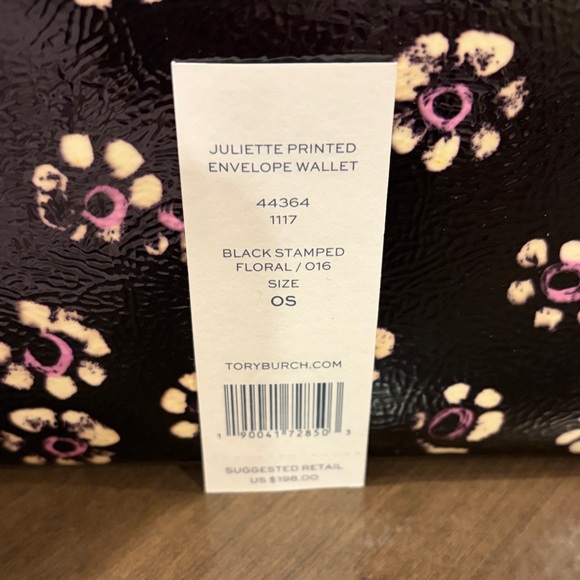 JULIETTE PRINTED
ENVELOPE WALLET
44364
1117
BLACK STAMPED
FLORAL / 016
SIZE
OS
TORYBURCH.COM
1 90041 72850 3
SUGGESTED RETAIL
US $198.00